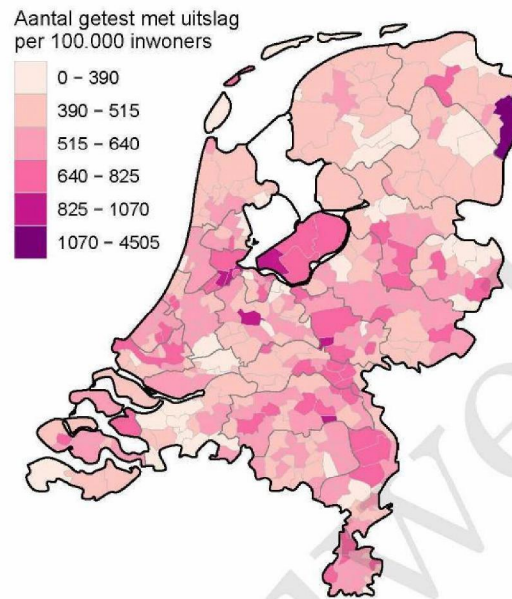 Aantal getest met uitslag
per 100.000 inwoners
0 – 390
390 – 515
515 – 640
640 – 825
825 – 1070
1070 – 4505